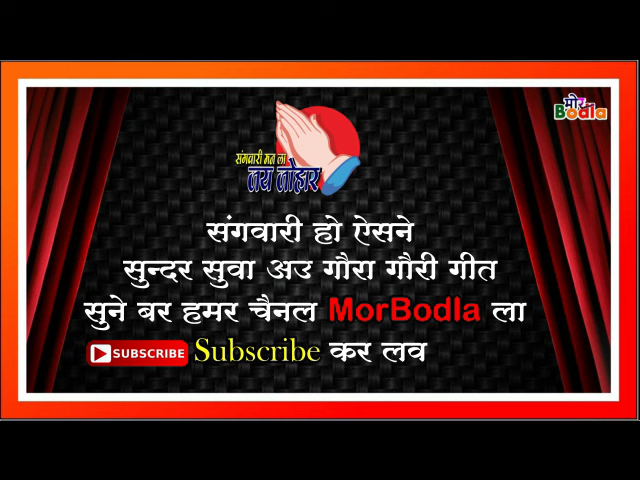 मोर
Bodla
संगवारी मन ला
जय जोहार
संगवारी हो ऐसने
सुन्दर सुवा अउ गौरा गौरी गीत
सुने बर हमर चैनल MorBodla ला
SUBSCRIBE Subscribe कर लव